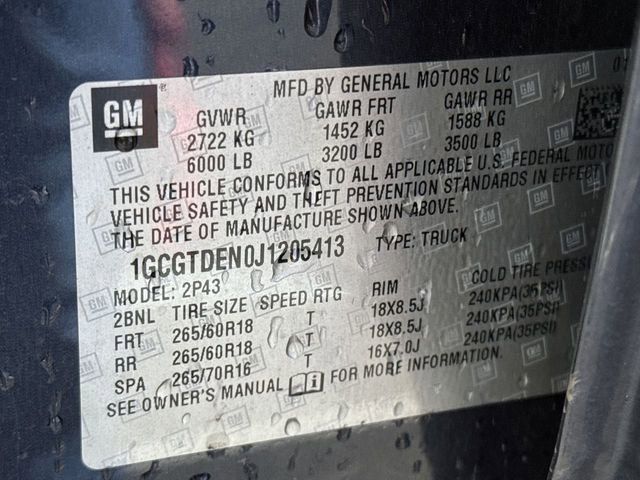 MFD BY GENERAL MOTORS LLC 01
GM GVWR GAWR FRT GAWR RR
2722 KG 1452 KG 1588 KG
6000 LB 3200 LB 3500 LB
THIS VEHICLE CONFORMS TO ALL APPLICABLE U.S. FEDERAL MOTO
VEHICLE SAFETY AND THEFT PREVENTION STANDARDS IN EFFECT
THE DATE OF MANUFACTURE SHOWN ABOVE.
1GCGTDEN0J1205413 TYPE: TRUCK
MODEL: 2P43
2BNL TIRE SIZE SPEED RTG RIM COLD TIRE PRESS
FRT 265/60R18 T 18X8.5J 240KPA(35PSI)
RR 265/60R18 T 18X8.5J 240KPA(35PSI)
SPA 265/70R16 T 16X7.0J 240KPA(35PSI)
SEE OWNER'S MANUAL FOR MORE INFORMATION.